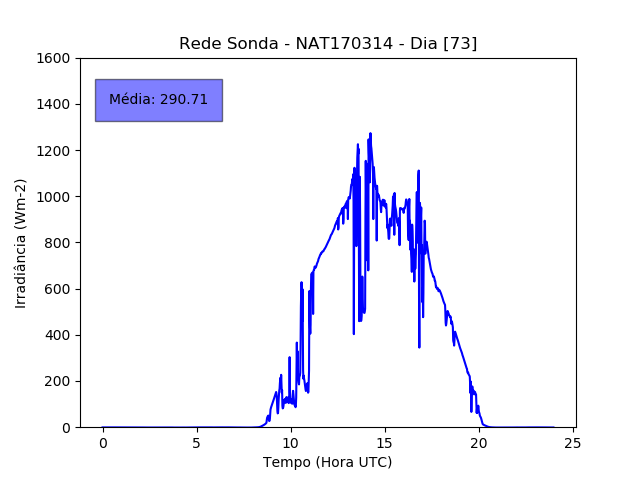 Rede Sonda - NAT170314 - Dia [73]
Média: 290.71
1600
1400
1200
1000
800
600
400
200
0
Irradiância (Wm-2)
0 5 10 15 20 25
Tempo (Hora UTC)